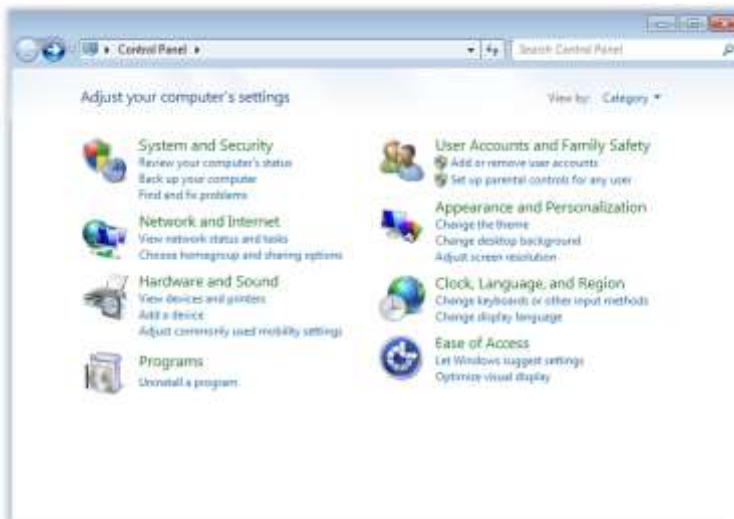 Control Panel
Search Control Panel
Adjust your computer's settings
View by: Category
System and Security
Review your computer's status
Back up your computer
Find and fix problems
Network and Internet
View network status and tasks
Choose homegroup and sharing options
Hardware and Sound
View devices and printers
Add a device
Adjust commonly used mobility settings
Programs
Uninstall a program
User Accounts and Family Safety
Add or remove user accounts
Set up parental controls for any user
Appearance and Personalization
Change the theme
Change desktop background
Adjust screen resolution
Clock, Language, and Region
Change keyboards or other input methods
Change display language
Ease of Access
Let Windows suggest settings
Optimize visual display